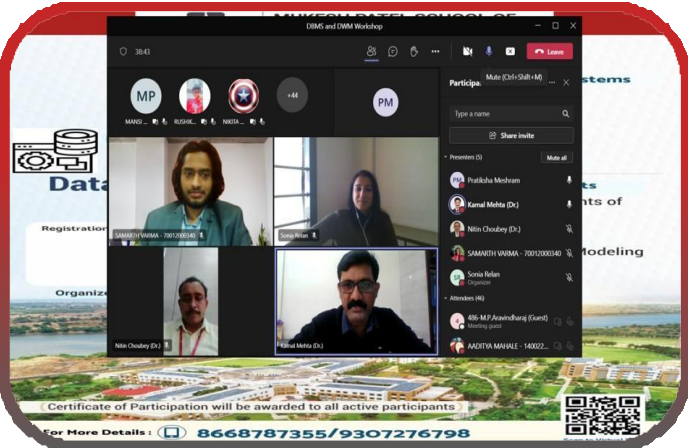 MUKESH PATEL SCHOOL OF
DBMS and DWM Workshop
38:43
Leave
Mute (Ctrl+Shift+M)
Participa
stems
MP
+44
PM
MANSI ...
RUSHIK...
NIKITA ...
Type a name
Share invite
Presenters (5)
Mute all
PM Pratiksha Meshram
Kamal Mehta (Dr.)
Nitin Choubey (Dr.)
SAMARTH VARMA - 70012000340
SR Sonia Relan
Organizer
Attendees (46)
4 486-M.P.Aravindharaj (Guest)
Meeting guest
AADITYA MAHALE - 140022...
SAMARTH VARMA - 70012000340
Sonia Relan
Nitin Choubey (Dr.)
Kamal Mehta (Dr.)
Data
ts
nts of
Registration
Modeling
Organize
Certificate of Participation will be awarded to all active participants
For More Details : 8668787355/9307276798